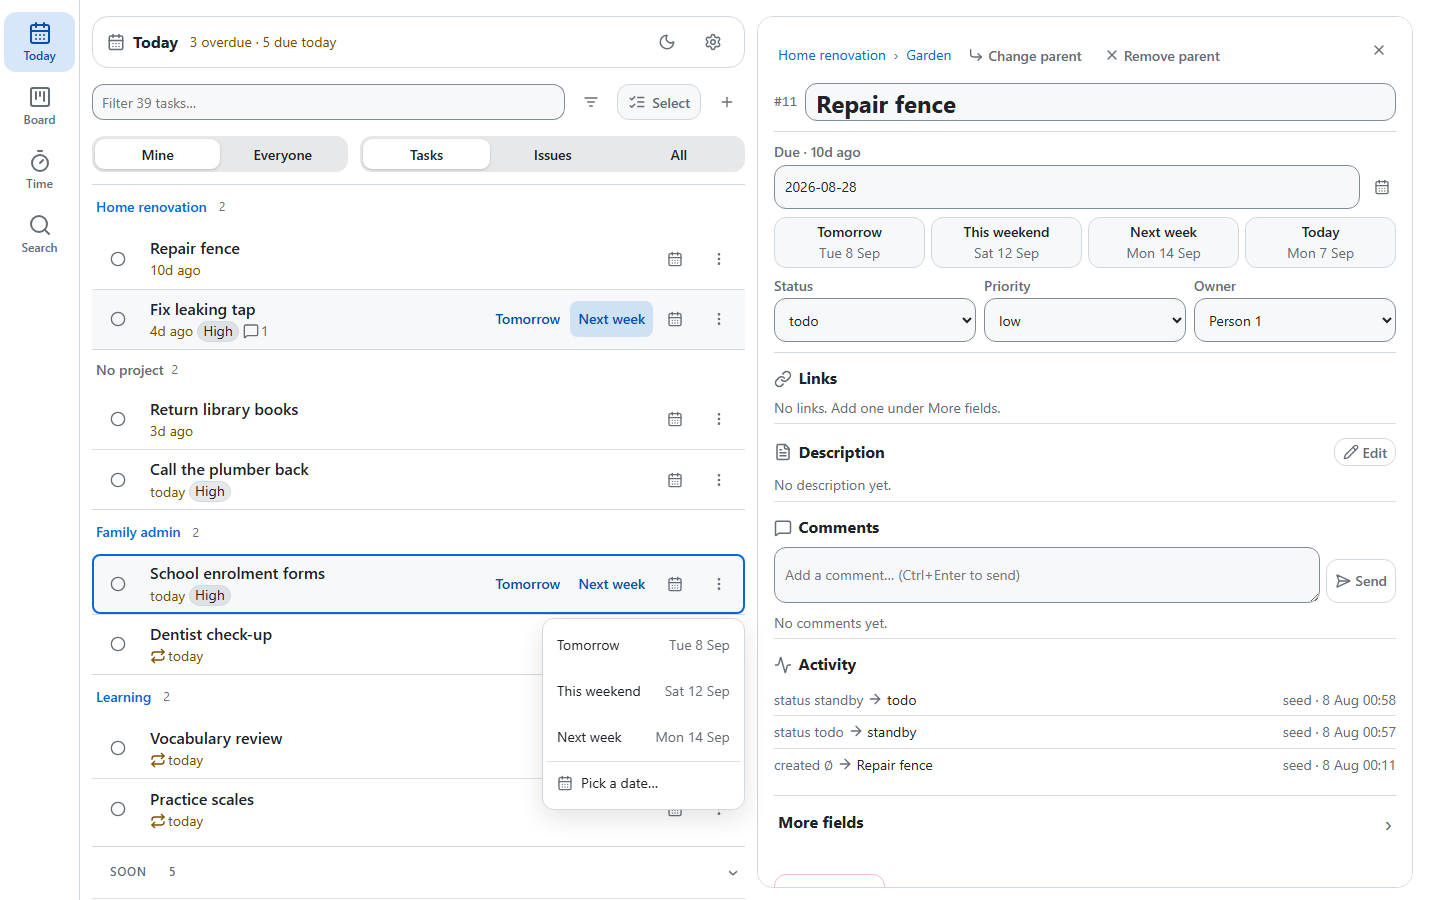 Today
Board
Time
Search
Today 3 overdue · 5 due today
Filter 39 tasks...
Select
Mine Everyone Tasks Issues All
Home renovation 2
Repair fence
10d ago
Fix leaking tap
4d ago High 1
Tomorrow Next week
No project 2
Return library books
3d ago
Call the plumber back
today High
Family admin 2
School enrolment forms
today High
Tomorrow Next week
Dentist check-up
today
Tomorrow Tue 8 Sep
This weekend Sat 12 Sep
Next week Mon 14 Sep
Pick a date...
Learning 2
Vocabulary review
today
Practice scales
today
SOON 5
Home renovation › Garden Change parent Remove parent
#11 Repair fence
Due · 10d ago
2026-08-28
Tomorrow
Tue 8 Sep
This weekend
Sat 12 Sep
Next week
Mon 14 Sep
Today
Mon 7 Sep
Status Priority Owner
todo low Person 1
Links
No links. Add one under More fields.
Description Edit
No description yet.
Comments
Add a comment... (Ctrl+Enter to send)
Send
No comments yet.
Activity
status standby → todo seed · 8 Aug 00:58
status todo → standby seed · 8 Aug 00:57
created ∅ → Repair fence seed · 8 Aug 00:11
More fields